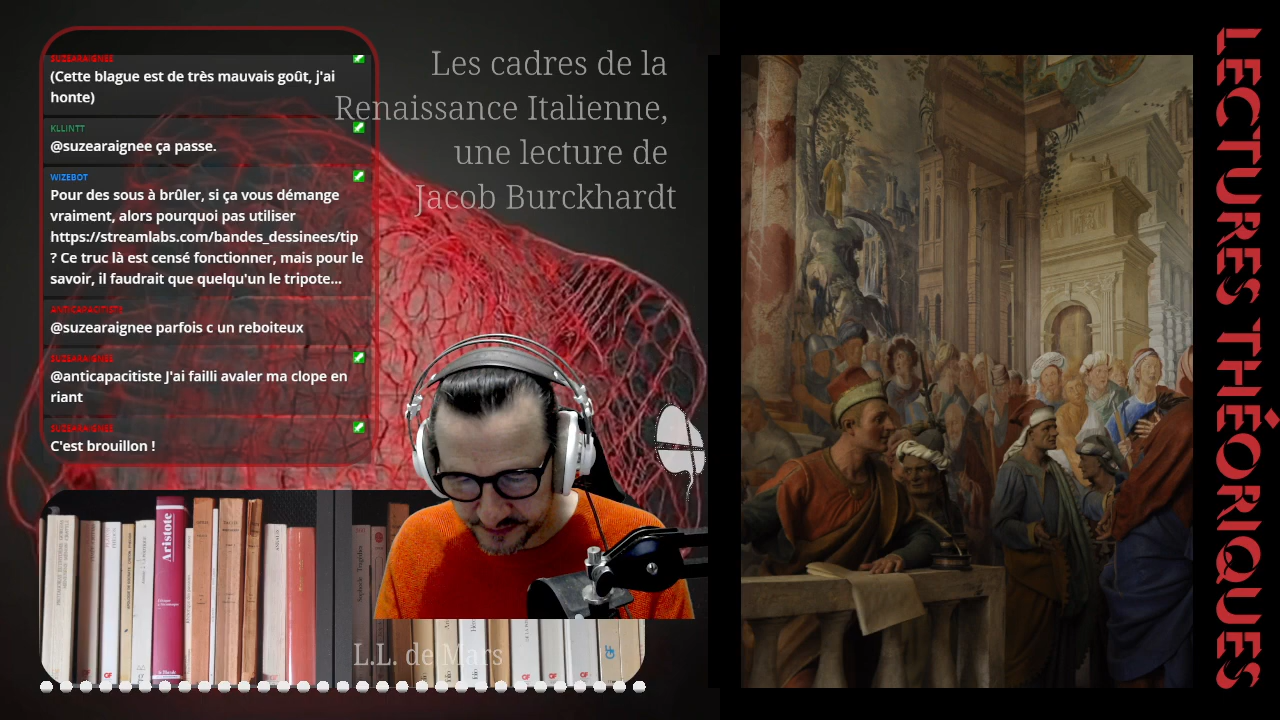 SUZEARAIGNEE
(Cette blague est de très mauvais goût, j'ai
honte)
KLLINTT
@suzearaignee ça passe.
WIZEBOT
Pour des sous à brûler, si ça vous démange
vraiment, alors pourquoi pas utiliser
https://streamlabs.com/bandes_dessinees/tip
? Ce truc là est censé fonctionner, mais pour le
savoir, il faudrait que quelqu'un le tripote...
ANTICAPACITISTE
@suzearaignee parfois c un reboiteux
SUZEARAIGNEE
@anticapacitiste J'ai failli avaler ma clope en
riant
SUZEARAIGNEE
C'est brouillon !
Les cadres de la
Renaissance Italienne,
une lecture de
Jacob Burckhardt
Aristote
L.L. de Mars
LECTURES THÉORIQUES